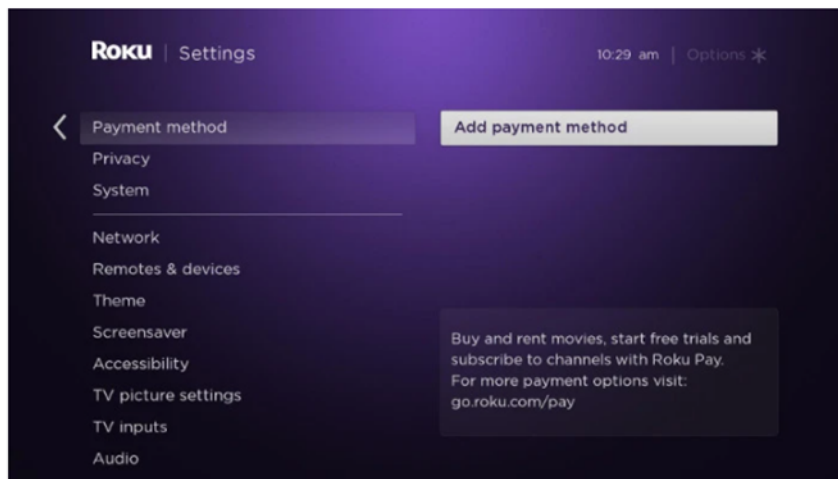 Roku | Settings
10:29 am | Options
Payment method
Privacy
System
Network
Remotes & devices
Theme
Screensaver
Accessibility
TV picture settings
TV inputs
Audio
Add payment method
Buy and rent movies, start free trials and
subscribe to channels with Roku Pay.
For more payment options visit:
go.roku.com/pay